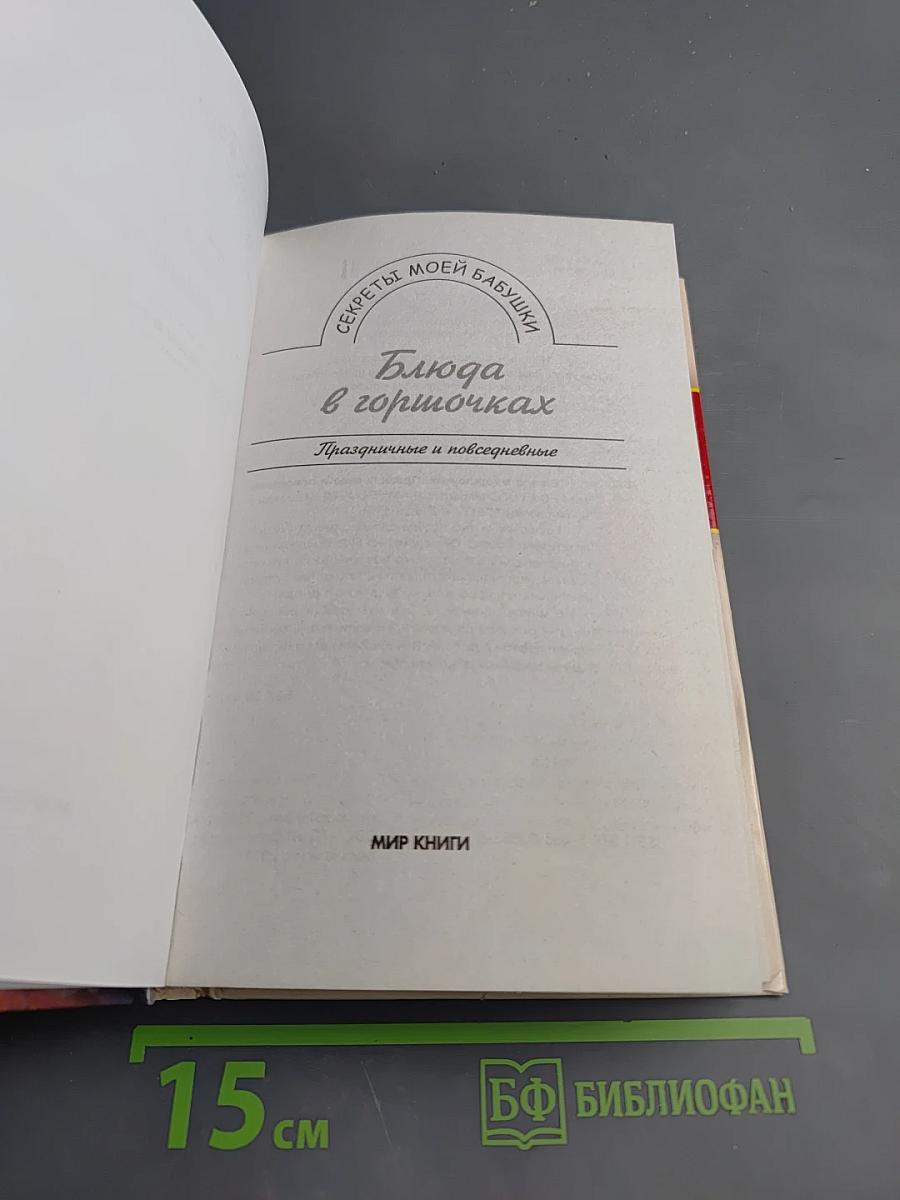 СЕКРЕТЫ МОЕЙ БАБУШКИ
Блюда
в горшочках
Праздничные и повседневные
МИР КНИГИ
15 см
БФ БИБЛИОФАН